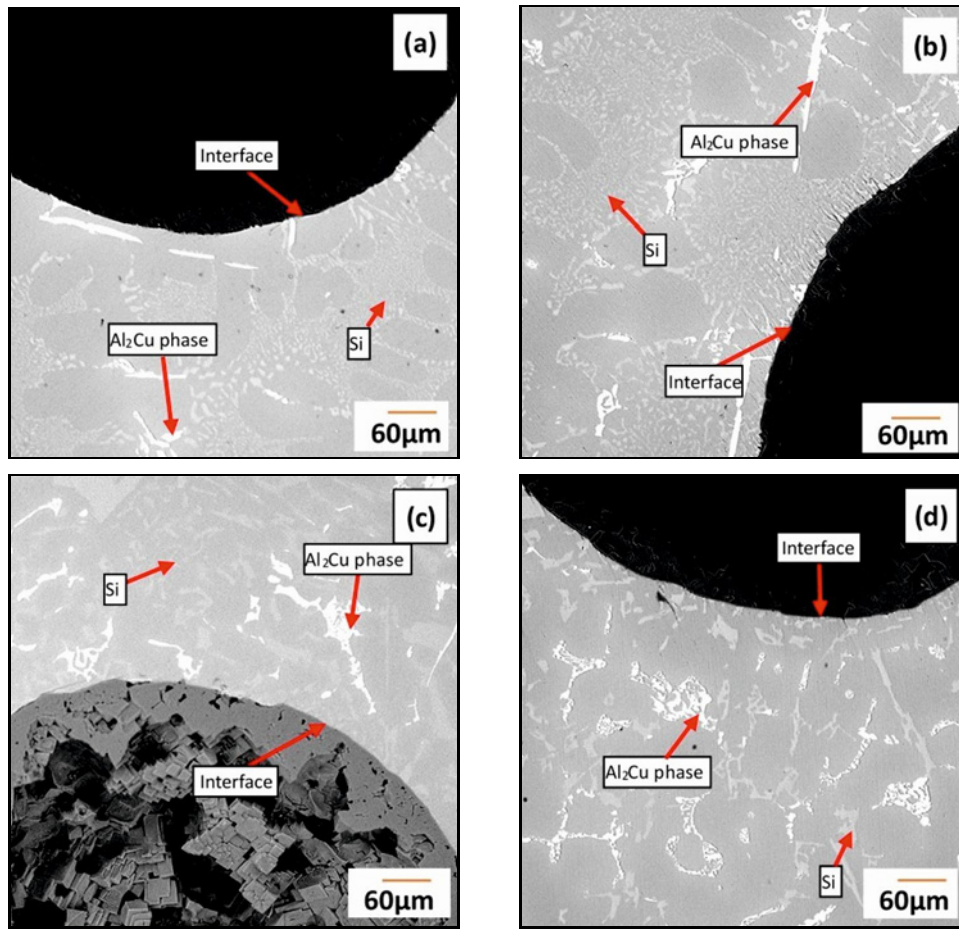 (a)
Interface
Al₂Cu phase
Si
60μm
(b)
Al₂Cu phase
Si
Interface
60μm
(c)
Al₂Cu phase
Si
Interface
60μm
(d)
Interface
Al₂Cu phase
Si
60μm